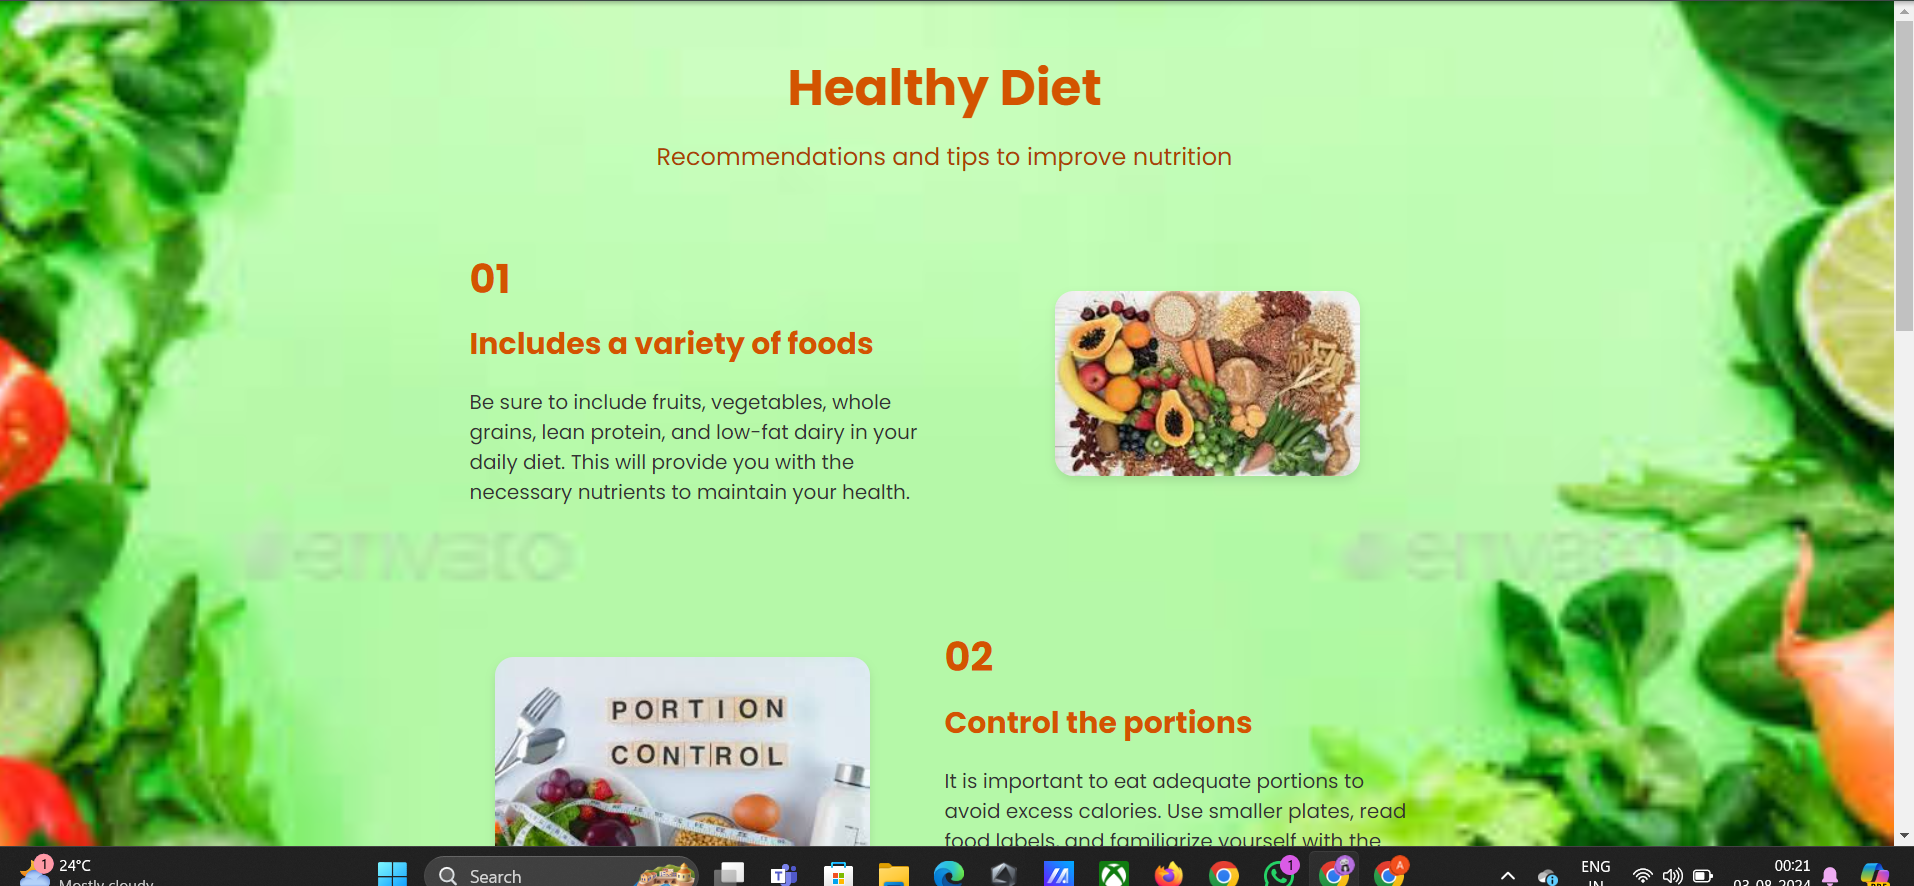 Healthy Diet
Recommendations and tips to improve nutrition
01
Includes a variety of foods
Be sure to include fruits, vegetables, whole
grains, lean protein, and low-fat dairy in your
daily diet. This will provide you with the
necessary nutrients to maintain your health.
envato
envato
PORTION
CONTROL
02
Control the portions
It is important to eat adequate portions to
avoid excess calories. Use smaller plates, read
food labels, and familiarize yourself with the
1
24°C
Mostly cloudy
Search
1
A
ENG
IN
00:21
03-08-2024